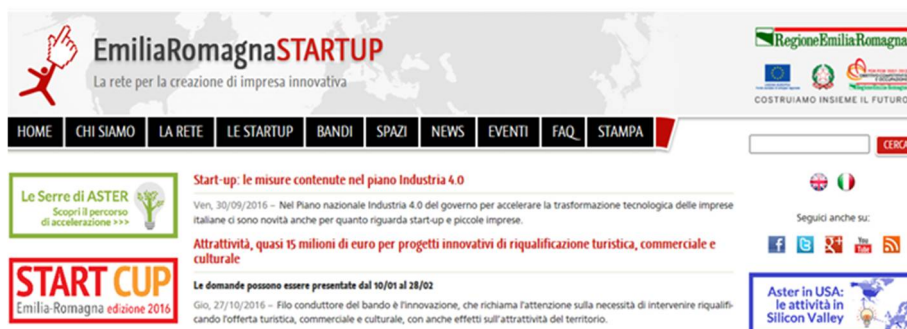 EmiliaRomagnaSTARTUP
La rete per la creazione di impresa innovativa
RegioneEmiliaRomagna
COSTRUIAMO INSIEME IL FUTURO
HOME CHI SIAMO LA RETE LE STARTUP BANDI SPAZI NEWS EVENTI FAQ STAMPA
CERCA
Le Serre di ASTER
Scopri il percorso
di accelerazione >>>
START CUP
Emilia-Romagna edizione 2016
Start-up: le misure contenute nel piano Industria 4.0
Ven, 30/09/2016 – Nel Piano nazionale Industria 4.0 del governo per accelerare la trasformazione tecnologica delle imprese
italiane ci sono novità anche per quanto riguarda start-up e piccole imprese.
Attrattività, quasi 15 milioni di euro per progetti innovativi di riqualificazione turistica, commerciale e
culturale
Le domande possono essere presentate dal 10/01 al 28/02
Gio, 27/10/2016 – Filo conduttore del bando è l'innovazione, che richiama l'attenzione sulla necessità di intervenire riqualifi-
cando l'offerta turistica, commerciale e culturale, con anche effetti sull'attrattività del territorio.
Seguici anche su:
You
Aster in USA:
le attività in
Silicon Valley